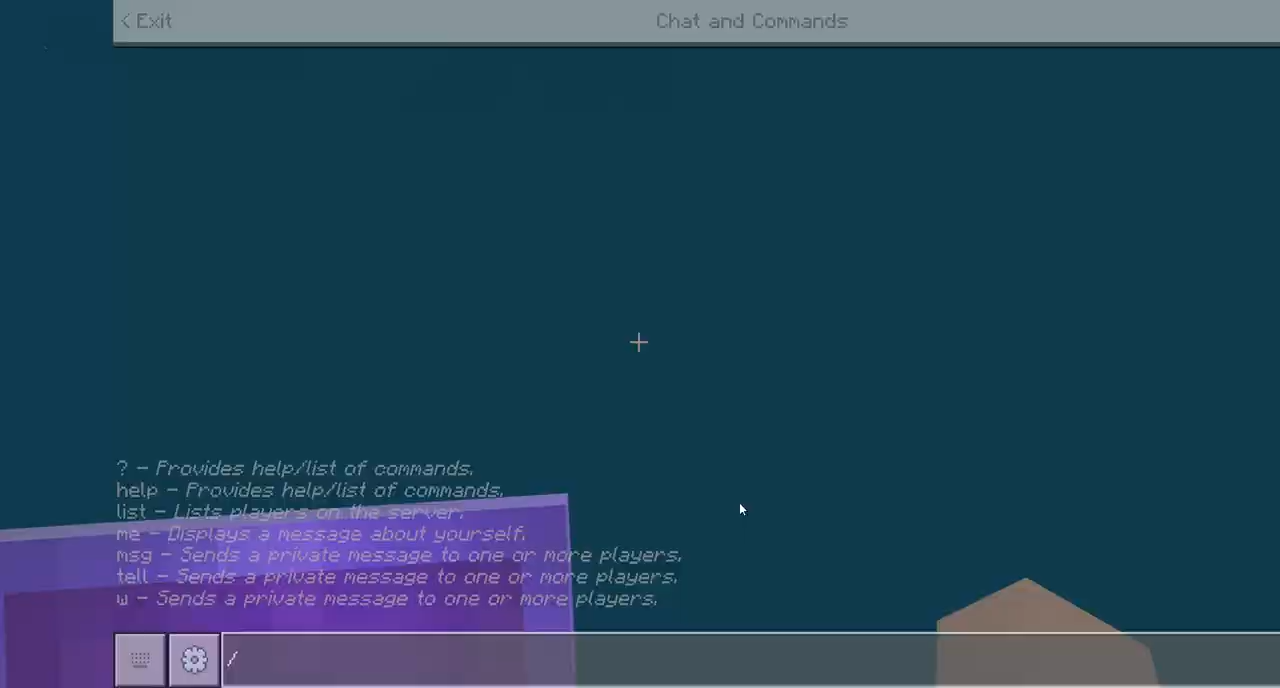 < Exit
Chat and Commands
? - Provides help/list of commands.
help - Provides help/list of commands.
list - Lists players on the server.
me - Displays a message about yourself.
msg - Sends a private message to one or more players.
tell - Sends a private message to one or more players.
w - Sends a private message to one or more players.
/